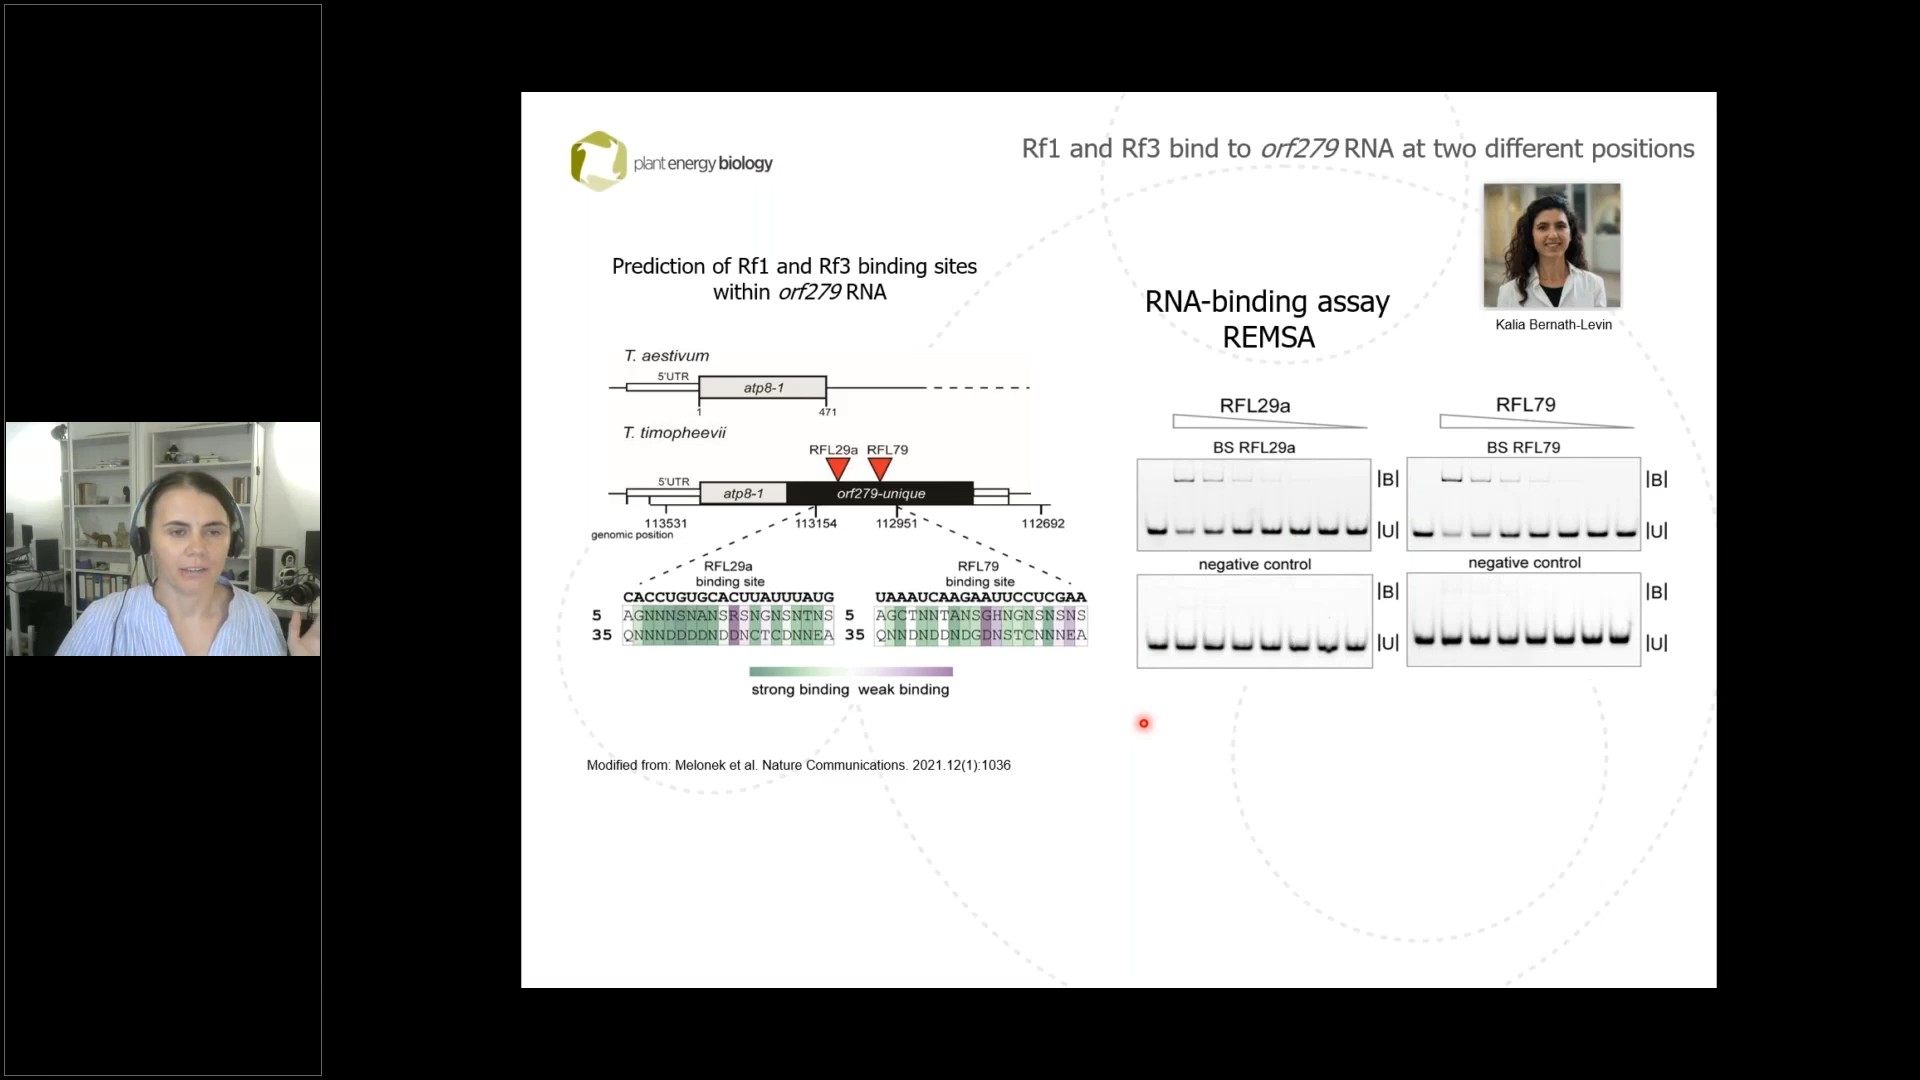 plant energy biology
Rf1 and Rf3 bind to orf279 RNA at two different positions
Kalia Bernath-Levin
Prediction of Rf1 and Rf3 binding sites
within orf279 RNA
T. aestivum
5'UTR
atp8-1
1
471
T. timopheevii
RFL29a RFL79
5'UTR
atp8-1
orf279-unique
113531
113154
112951
112692
genomic position
RFL29a
binding site
CACCUGUGCACUUAUUUAUG
5 AGNNNSNANSRSNGNSNTNS
35 QNNNDDDDNDDNCTCDNNEA
RFL79
binding site
UAAAUCAAGAAUUCCUCGAA
5 AGCTNNTANSGHNGNSNSNS
35 QNNDNDDNDGDNSTCNNNEA
strong binding weak binding
Modified from: Melonek et al. Nature Communications. 2021.12(1):1036
RNA-binding assay
REMSA
RFL29a
BS RFL29a
|B|
|U|
negative control
|B|
|U|
RFL79
BS RFL79
|B|
|U|
negative control
|B|
|U|